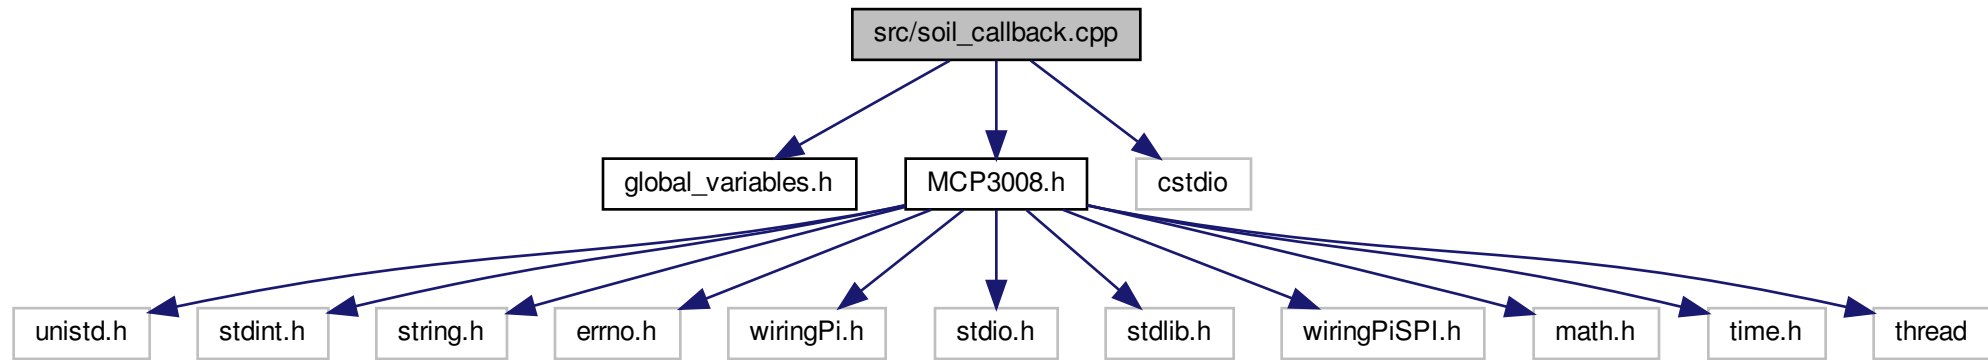 src/soil_callback.cpp
global_variables.h
MCP3008.h
cstdio
unistd.h
stdint.h
string.h
errno.h
wiringPi.h
stdio.h
stdlib.h
wiringPiSPI.h
math.h
time.h
thread